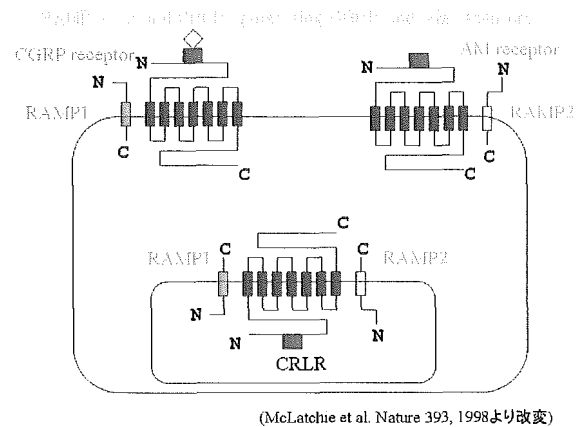 CGRP receptor
AM receptor
N
N
N
N
RAMP1
RAMP2
C
C
C
C
C
C
C
RAMP1
RAMP2
N
N
N
CRLR
(McLatchie et al. Nature 393, 1998より改変)